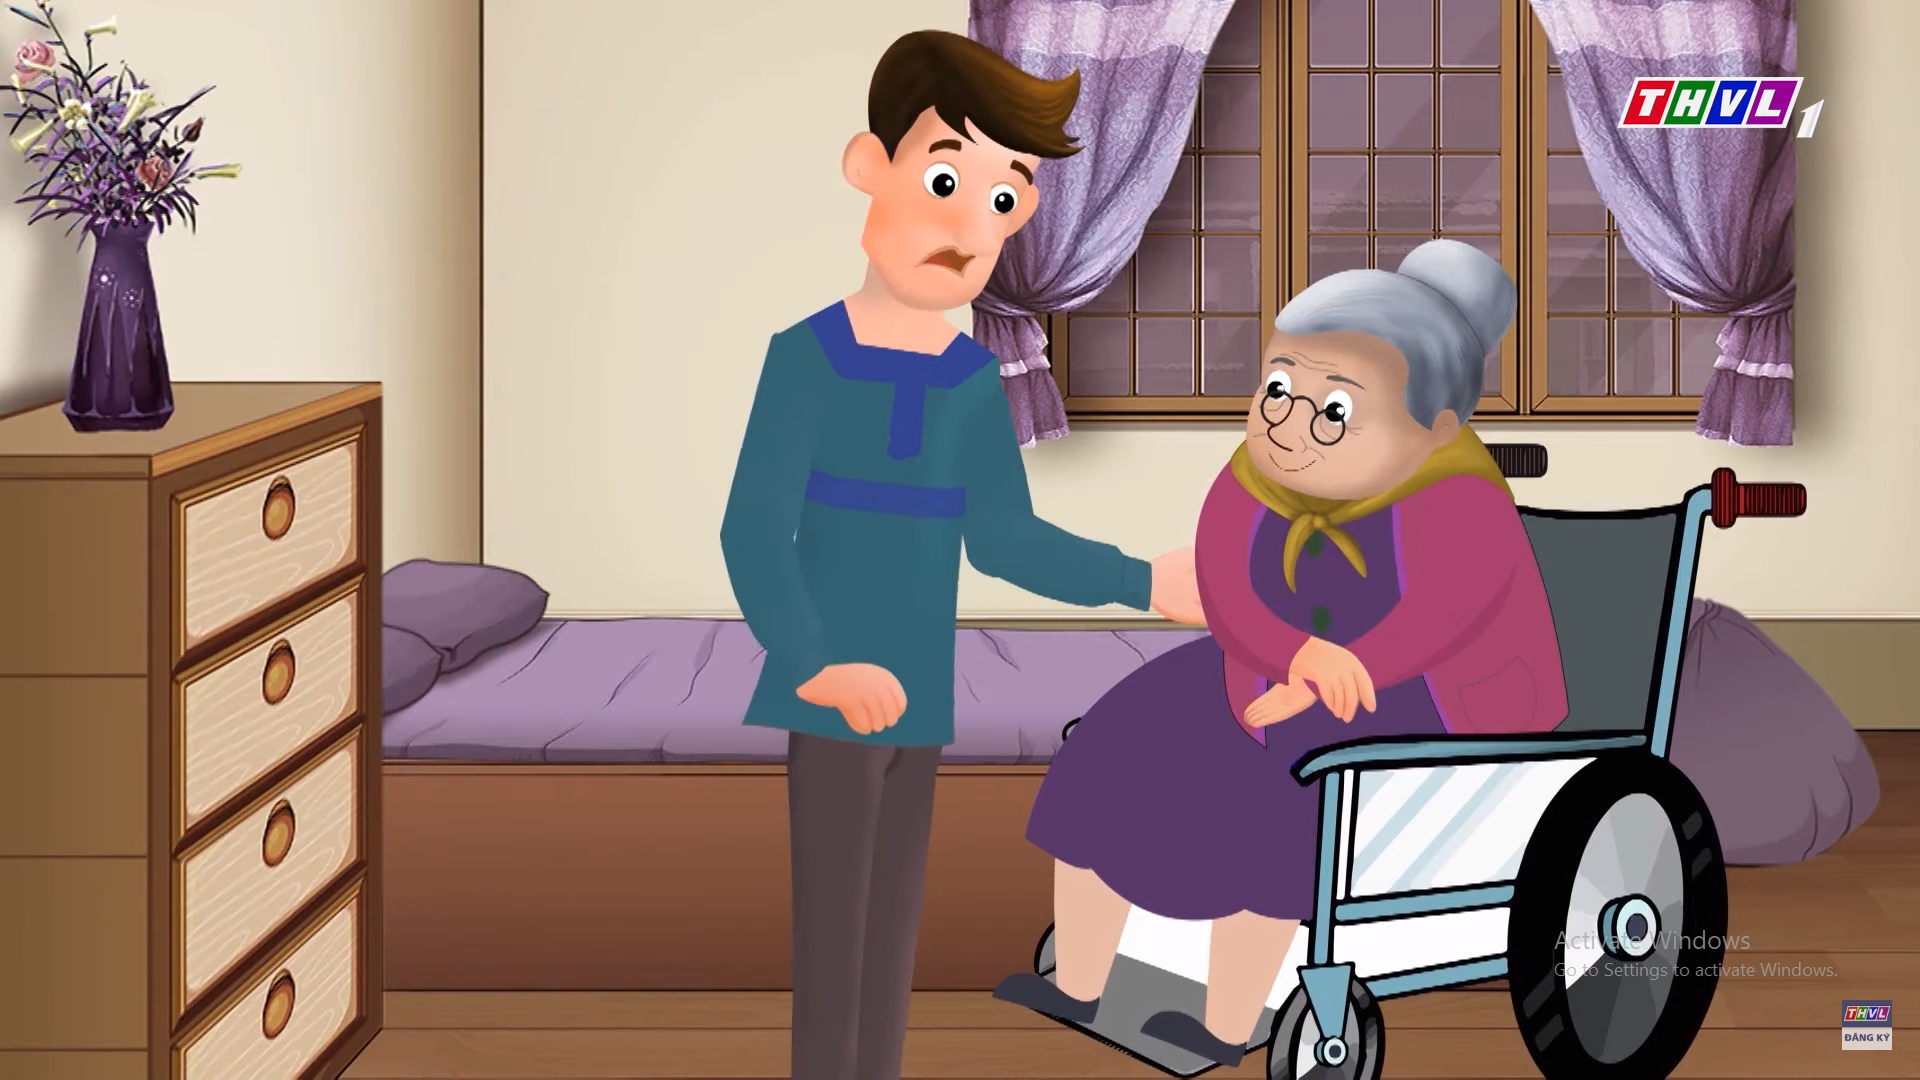 THVL1
Activate Windows
Go to Settings to activate Windows.
THVL
ĐĂNG KÝ